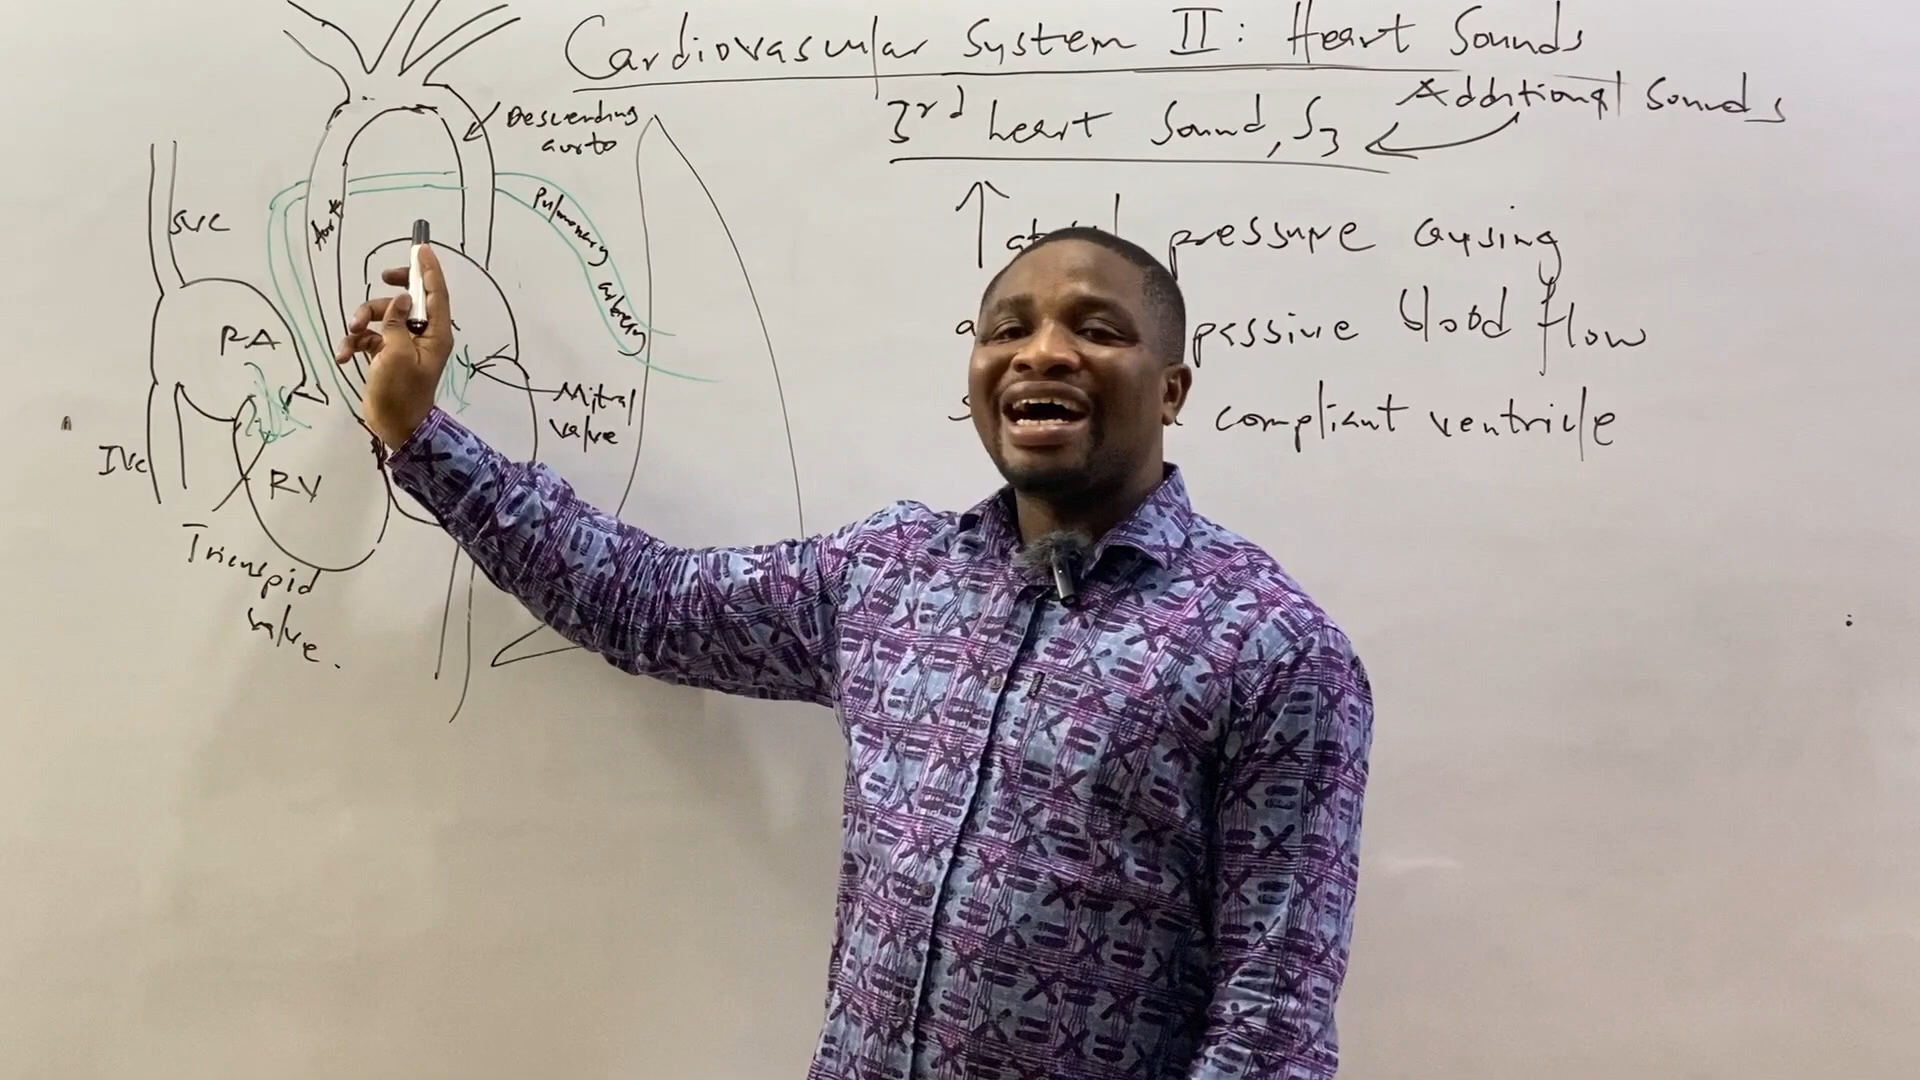 Cardiovascular System II: Heart Sounds
Additional Sounds
3rd heart Sound, S3
↑ pressure causing
passive blood flow
compliant ventricle
Descending
aorta
SVC
Aorta
Pulmonary artery
RA
Mitral
valve
IVC
RV
Tricuspid
valve.